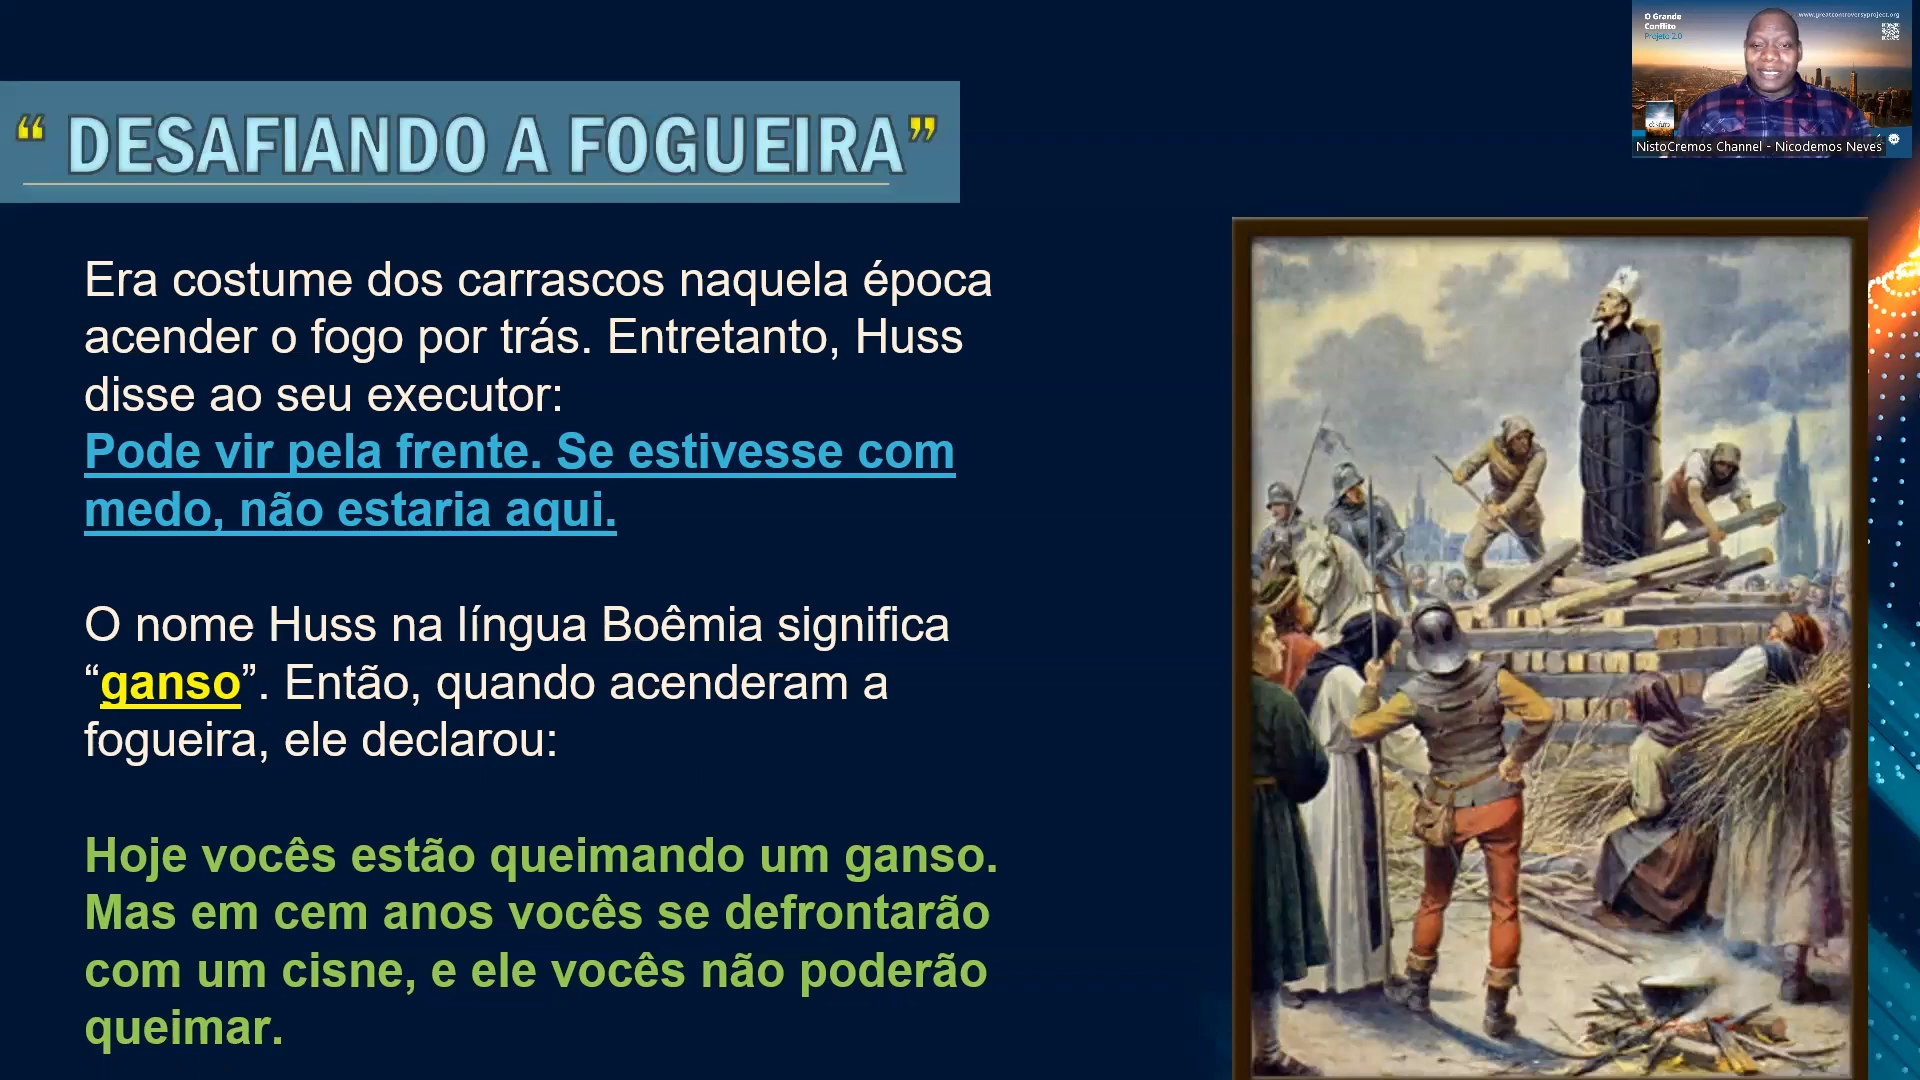 “ DESAFIANDO A FOGUEIRA”
Era costume dos carrascos naquela época
acender o fogo por trás. Entretanto, Huss
disse ao seu executor:
Pode vir pela frente. Se estivesse com
medo, não estaria aqui.
O nome Huss na língua Boêmia significa
“ganso”. Então, quando acenderam a
fogueira, ele declarou:
Hoje vocês estão queimando um ganso.
Mas em cem anos vocês se defrontarão
com um cisne, e ele vocês não poderão
queimar.
O Grande
Conflito
Projeto 2.0
www.greatcontroversyproject.org
NistoCremos Channel - Nicodemos Neves